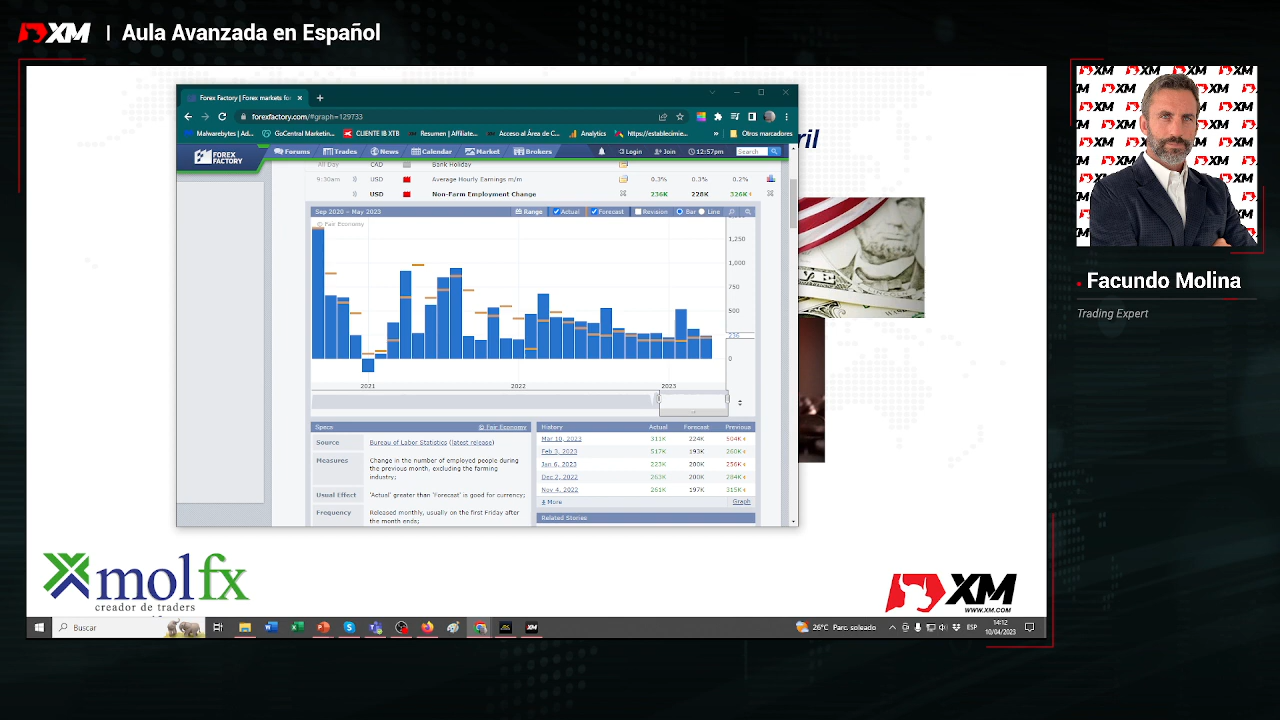 XM | Aula Avanzada en Español
Forex Factory | Forex markets for
forexfactory.com/#graph=129733
Malwarebytes | Ad...
GoCentral Marketin...
CLIENTE IB XTB
Resumen | Affiliate...
Acceso al Área de C...
Analytics
https://establecimie...
»
Otros marcadores
FOREX FACTORY
Forums
Trades
News
Calendar
Market
Brokers
Login
Join
12:57pm
Search
ril
All Day CAD Bank Holiday
9:30am USD Average Hourly Earnings m/m 0.3% 0.3% 0.2%
USD Non-Farm Employment Change 236K 228K 326K
Sep 2020 – May 2023 Range Actual Forecast Revision Bar Line
© Fair Economy
1,250
1,000
750
500
236
0
2021 2022 2023
Specs © Fair Economy
Source Bureau of Labor Statistics (latest release)
Measures Change in the number of employed people during
the previous month, excluding the farming
industry;
Usual Effect 'Actual' greater than 'Forecast' is good for currency;
Frequency Released monthly, usually on the first Friday after
the month ends;
History Actual Forecast Previous
Mar 10, 2023 311K 224K 504K
Feb 3, 2023 517K 193K 260K
Jan 6, 2023 223K 200K 256K
Dec 2, 2022 263K 200K 284K
Nov 4, 2022 261K 197K 315K
More Graph
Related Stories
molfx
creador de traders
XM
WWW.XM.COM
Buscar
26°C Parc. soleado
ESP
14:12
10/04/2023
XM
Facundo Molina
Trading Expert